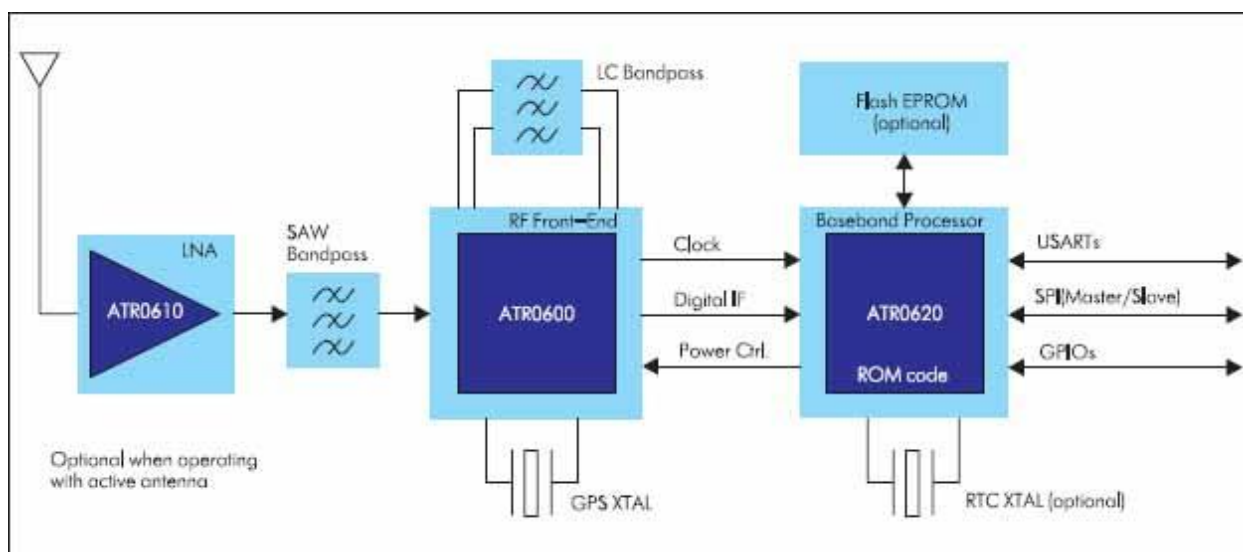 LC Bandpass
Flash EPROM
(optional)
RF Front-End
Baseband Processor
LNA
SAW
Bandpass
ATR0610
ATR0600
ATR0620
ROM code
Clock
Digital IF
Power Ctrl.
USARTs
SPI(Master/Slave)
GPIOs
Optional when operating
with active antenna
GPS XTAL
RTC XTAL (optional)